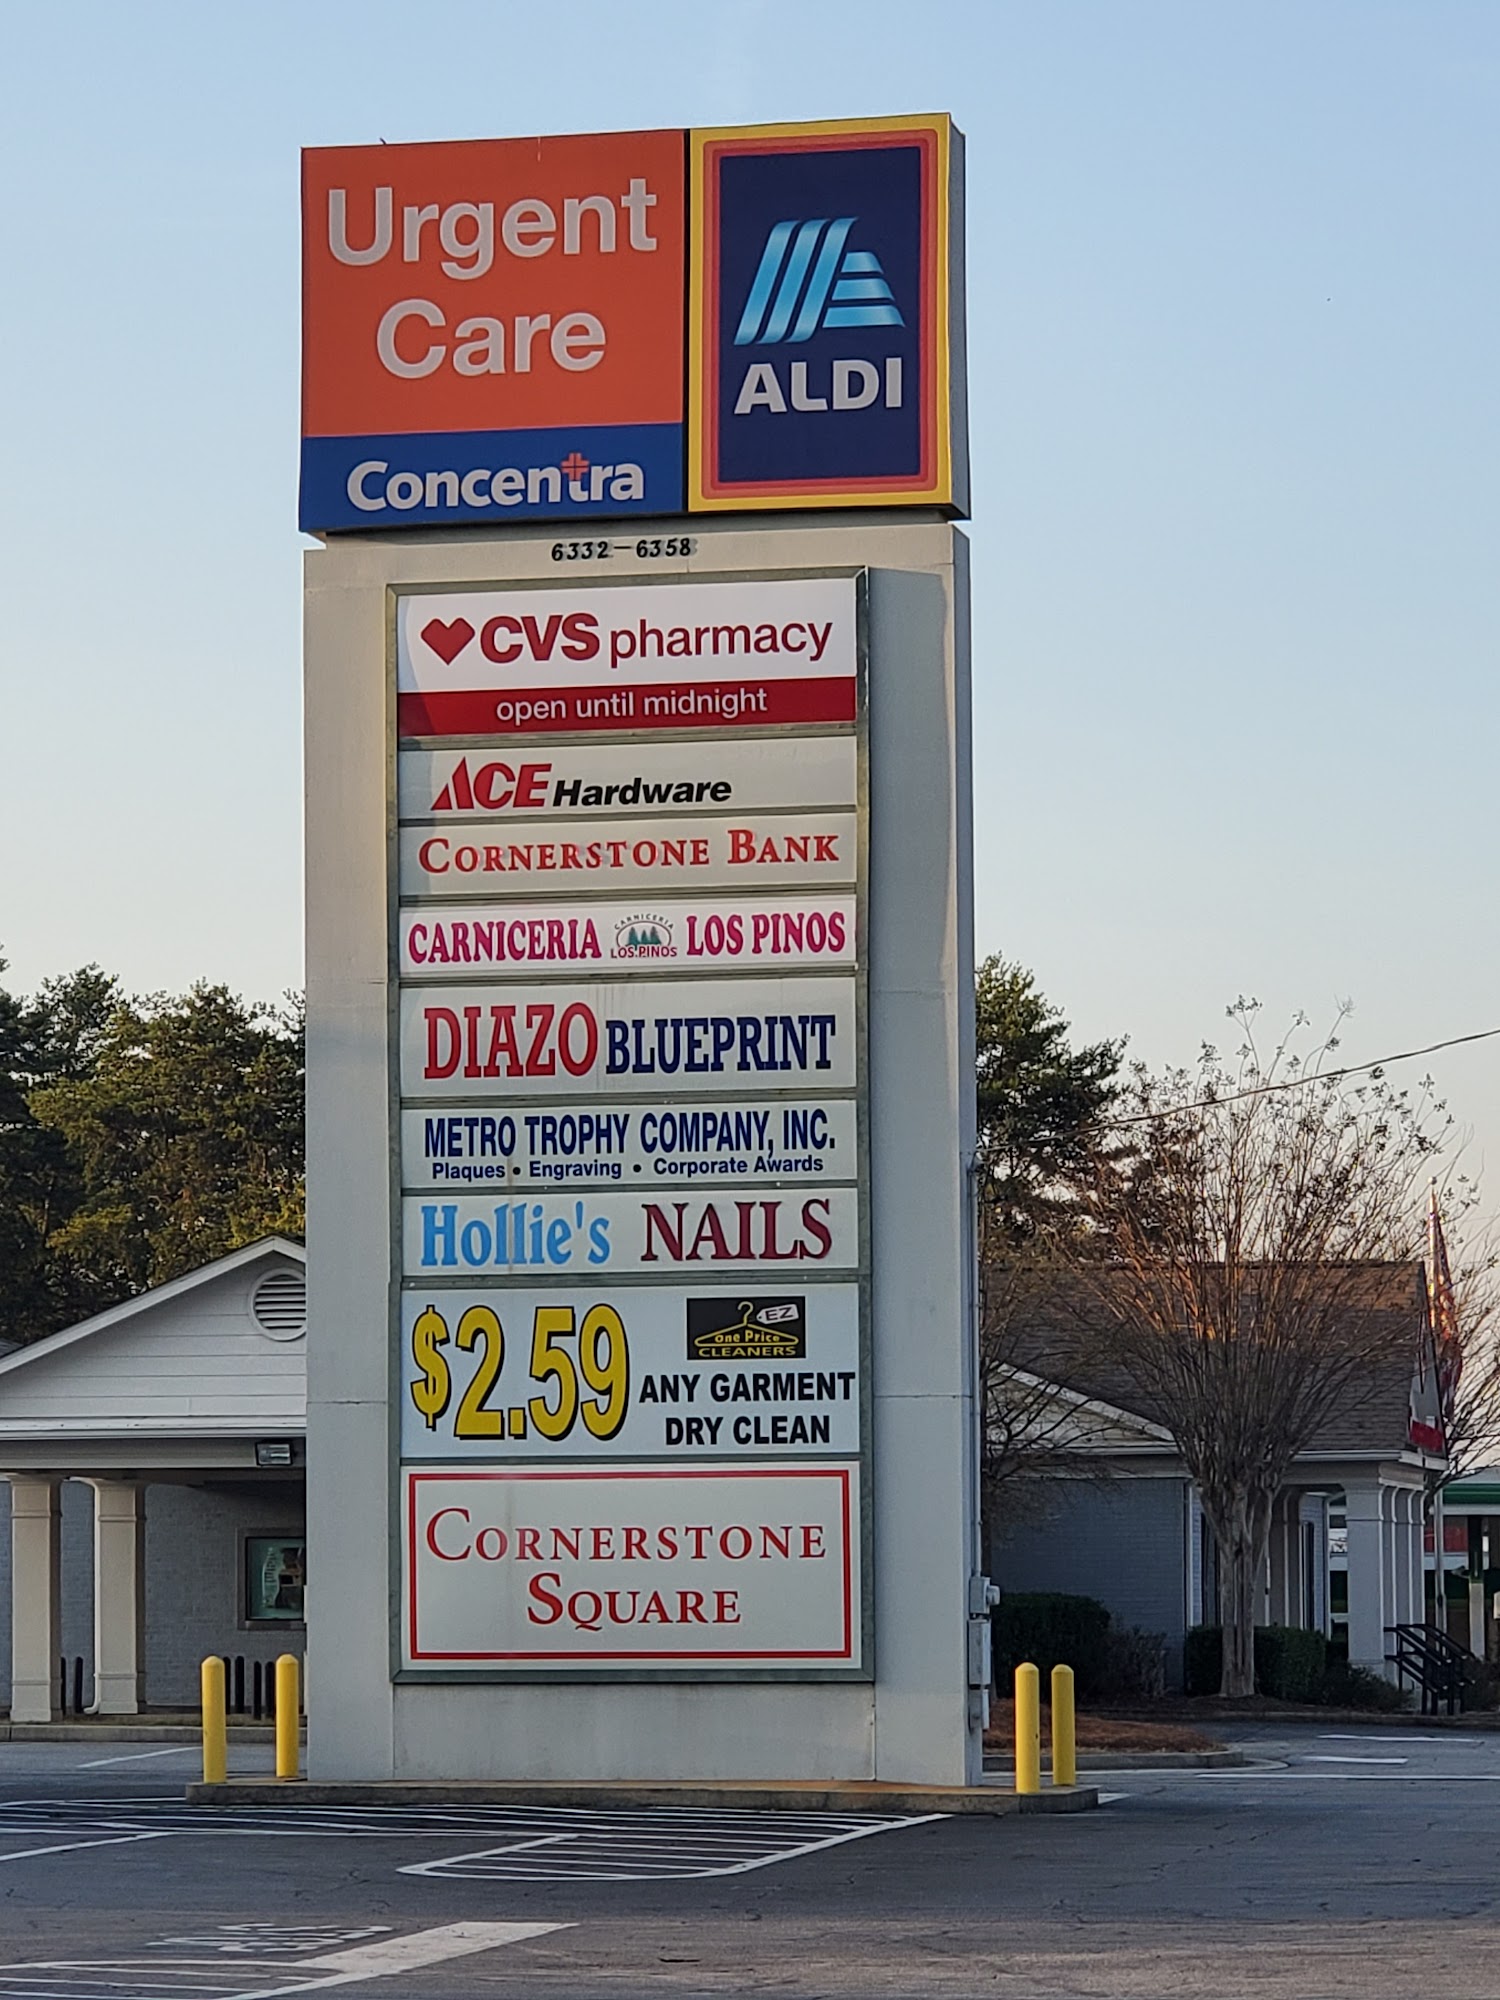 Urgent
Care
Concentra
ALDI
6332-6358
CVS pharmacy
open until midnight
ACE Hardware
CORNERSTONE BANK
CARNICERIA
CARNICERIA
LOS PINOS
LOS PINOS
DIAZO BLUEPRINT
METRO TROPHY COMPANY, INC.
Plaques • Engraving • Corporate Awards
Hollie's NAILS
$2.59
EZ
One Price
CLEANERS
ANY GARMENT
DRY CLEAN
CORNERSTONE
SQUARE